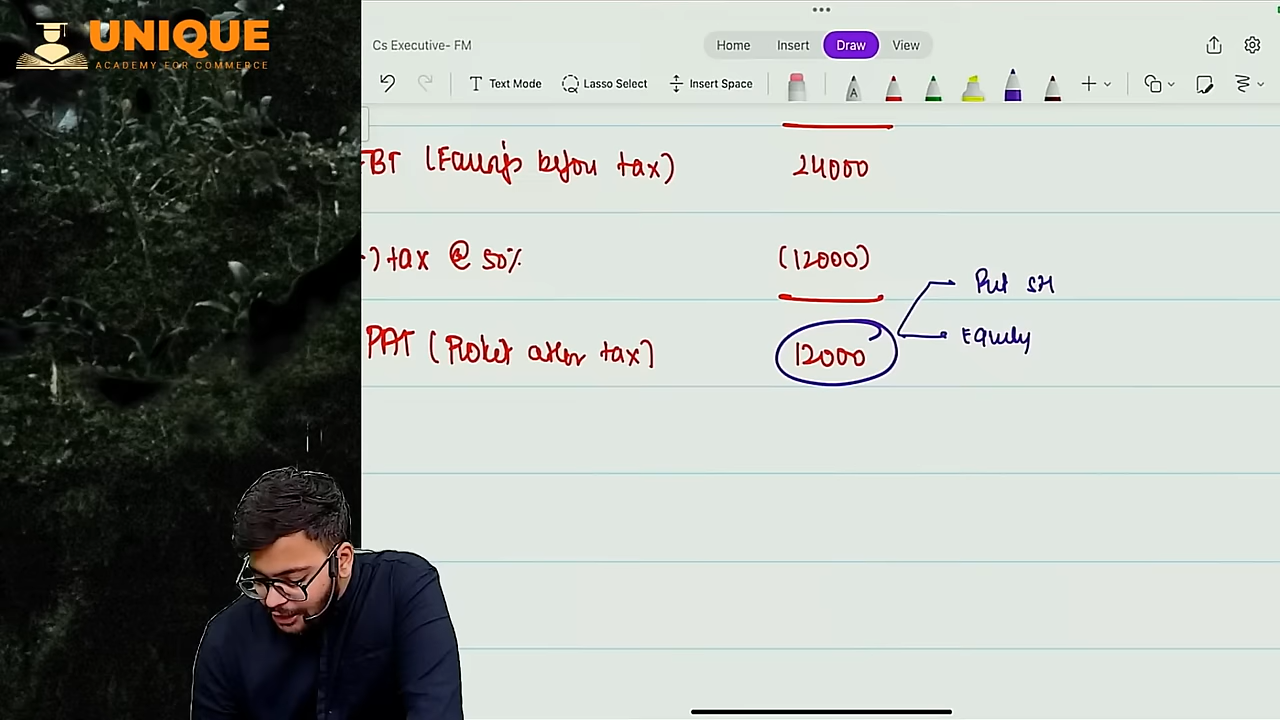 UNIQUE
ACADEMY FOR COMMERCE
Cs Executive- FM
Home Insert Draw View
Text Mode Lasso Select Insert Space
EBT (Earnings before tax) 24000
-) tax @ 50% (12000)
Pref SH
Equity
PAT (Profit after tax) 12000